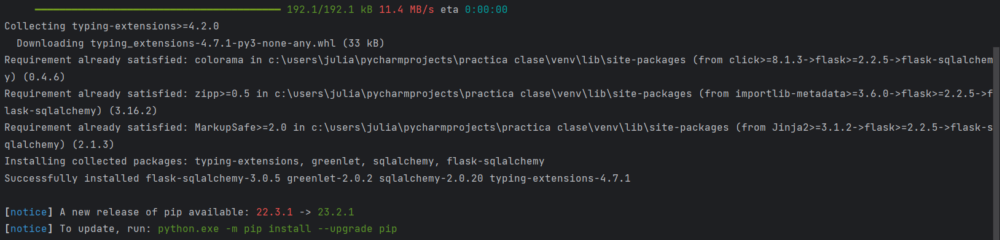 192.1/192.1 kB 11.4 MB/s eta 0:00:00
Collecting typing-extensions>=4.2.0
Downloading typing_extensions-4.7.1-py3-none-any.whl (33 kB)
Requirement already satisfied: colorama in c:\users\julia\pycharmprojects\practica clase\venv\lib\site-packages (from click>=8.1.3->flask>=2.2.5->flask-sqlalchem
y) (0.4.6)
Requirement already satisfied: zipp>=0.5 in c:\users\julia\pycharmprojects\practica clase\venv\lib\site-packages (from importlib-metadata>=3.6.0->flask>=2.2.5->f
lask-sqlalchemy) (3.16.2)
Requirement already satisfied: MarkupSafe>=2.0 in c:\users\julia\pycharmprojects\practica clase\venv\lib\site-packages (from Jinja2>=3.1.2->flask>=2.2.5->flask-s
qlalchemy) (2.1.3)
Installing collected packages: typing-extensions, greenlet, sqlalchemy, flask-sqlalchemy
Successfully installed flask-sqlalchemy-3.0.5 greenlet-2.0.2 sqlalchemy-2.0.20 typing-extensions-4.7.1
[notice] A new release of pip available: 22.3.1 -> 23.2.1
[notice] To update, run: python.exe -m pip install --upgrade pip